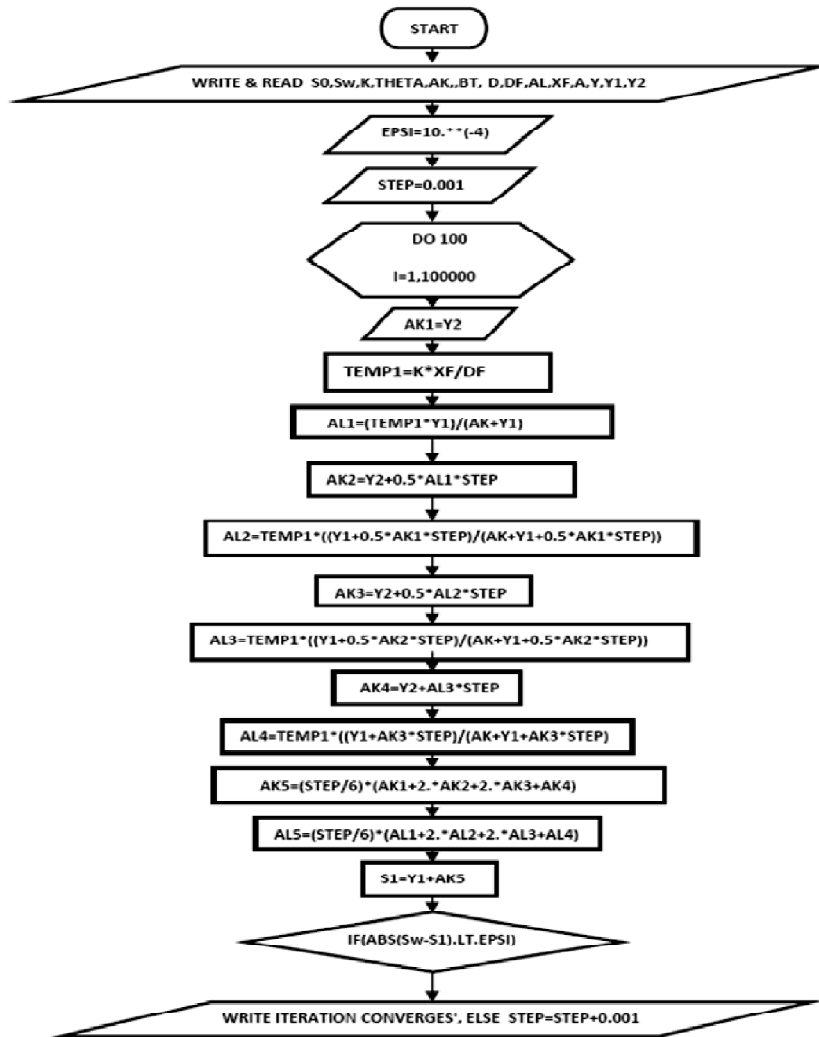 START
WRITE & READ S0,Sw,K,THETA,AK,,BT, D,DF,AL,XF,A,Y,Y1,Y2
EPSI=10.**(-4)
STEP=0.001
DO 100
I=1,100000
AK1=Y2
TEMP1=K*XF/DF
AL1=(TEMP1*Y1)/(AK+Y1)
AK2=Y2+0.5*AL1*STEP
AL2=TEMP1*((Y1+0.5*AK1*STEP)/(AK+Y1+0.5*AK1*STEP))
AK3=Y2+0.5*AL2*STEP
AL3=TEMP1*((Y1+0.5*AK2*STEP)/(AK+Y1+0.5*AK2*STEP))
AK4=Y2+AL3*STEP
AL4=TEMP1*((Y1+AK3*STEP)/(AK+Y1+AK3*STEP)
AK5=(STEP/6)*(AK1+2.*AK2+2.*AK3+AK4)
AL5=(STEP/6)*(AL1+2.*AL2+2.*AL3+AL4)
S1=Y1+AK5
IF(ABS(Sw-S1).LT.EPSI)
WRITE ITERATION CONVERGES', ELSE STEP=STEP+0.001